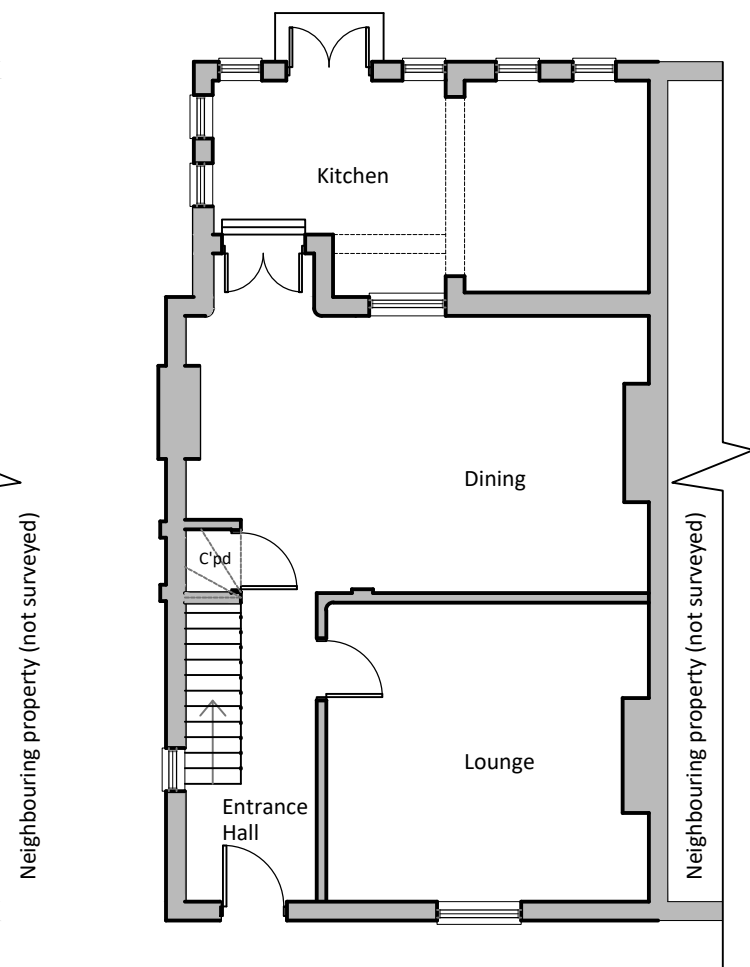 Kitchen
Dining
C'pd
Lounge
Entrance
Hall
Neighbouring property (not surveyed)
Neighbouring property (not surveyed)